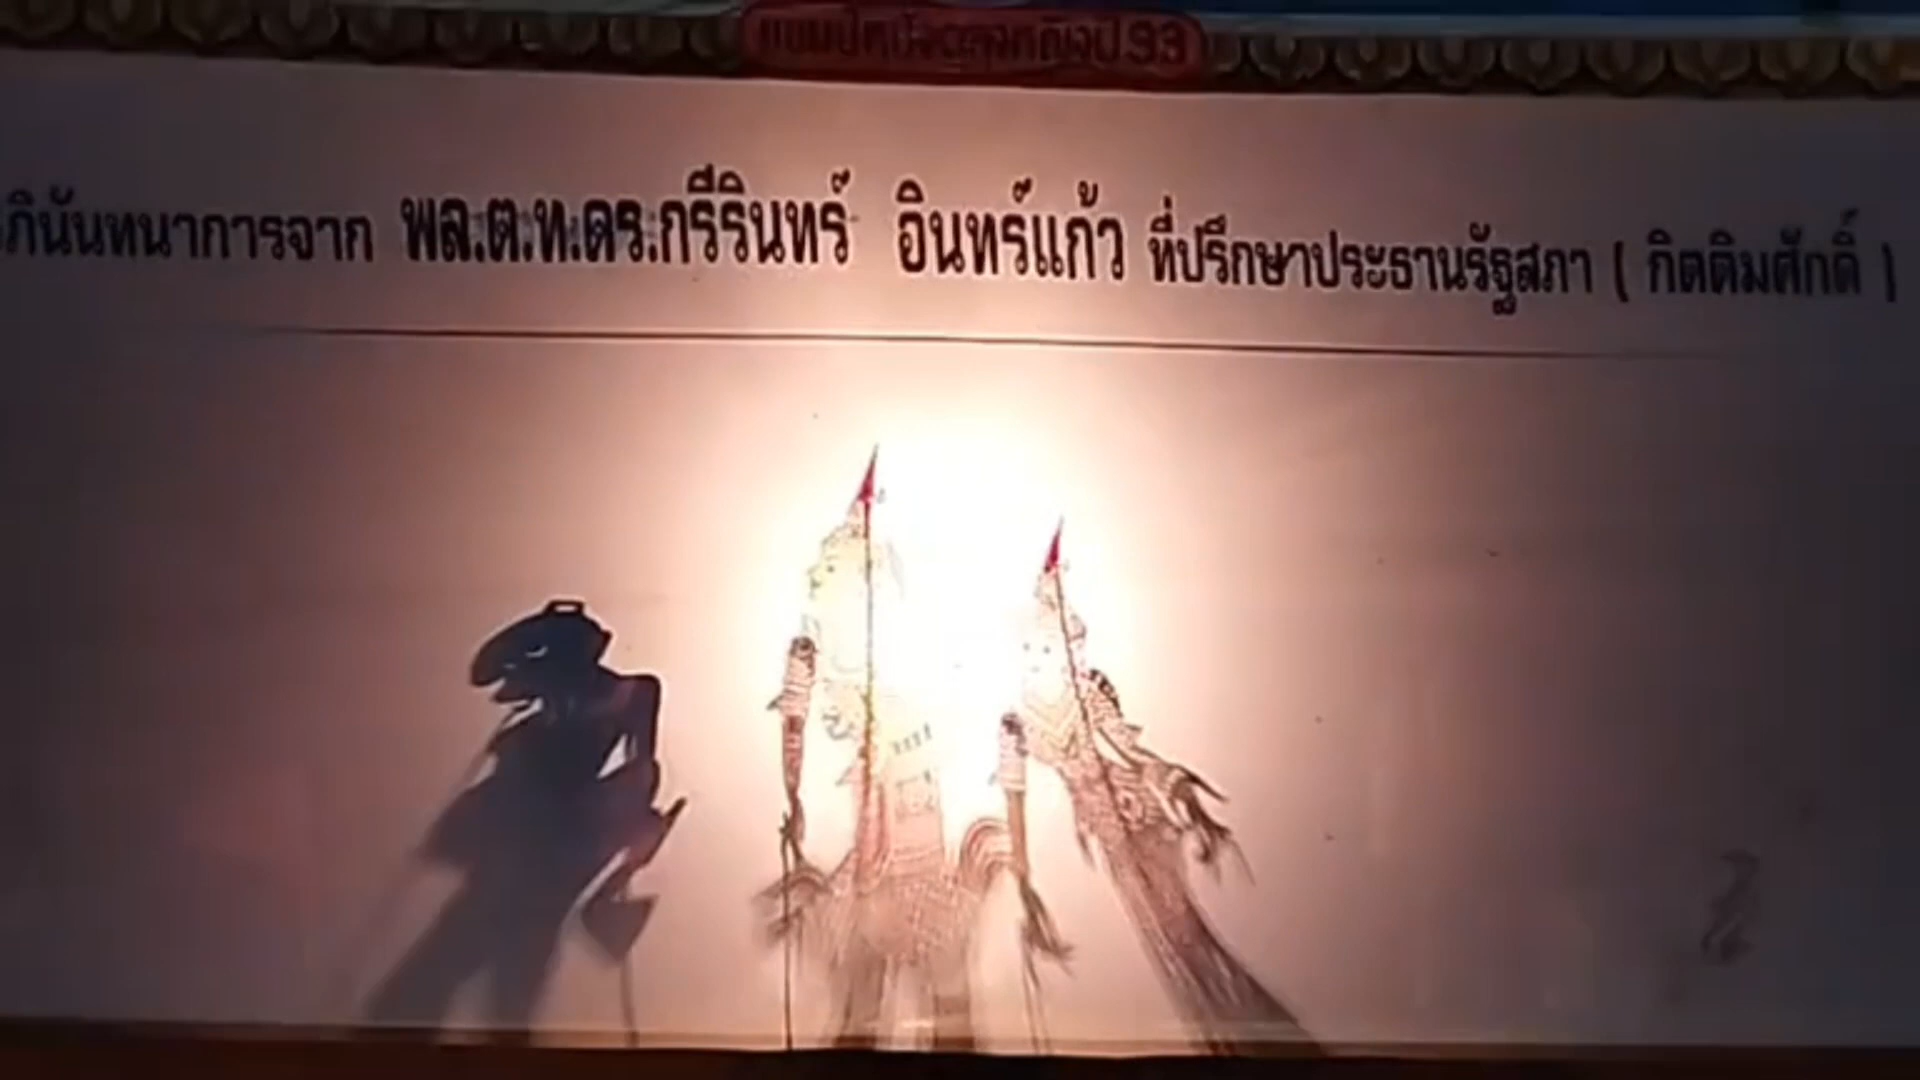 ภินันทนาการจาก พล.ต.ท.ดร.กรีรินทร์ อินทร์แก้ว ที่ปรึกษาประธานรัฐสภา ( กิตติมศักดิ์ )